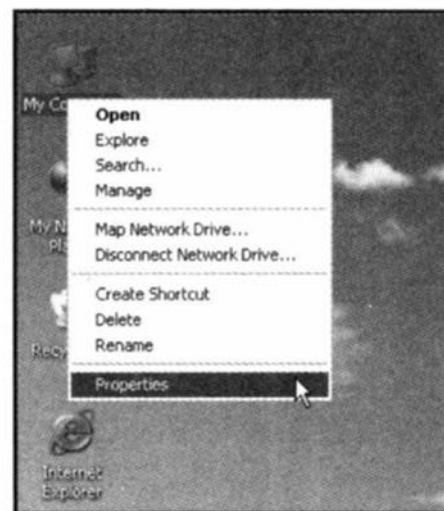 My Co
Open
Explore
Search...
Manage
Map Network Drive...
Disconnect Network Drive...
Create Shortcut
Delete
Rename
Properties
My N
Pla
Recy
Internet
Explorer